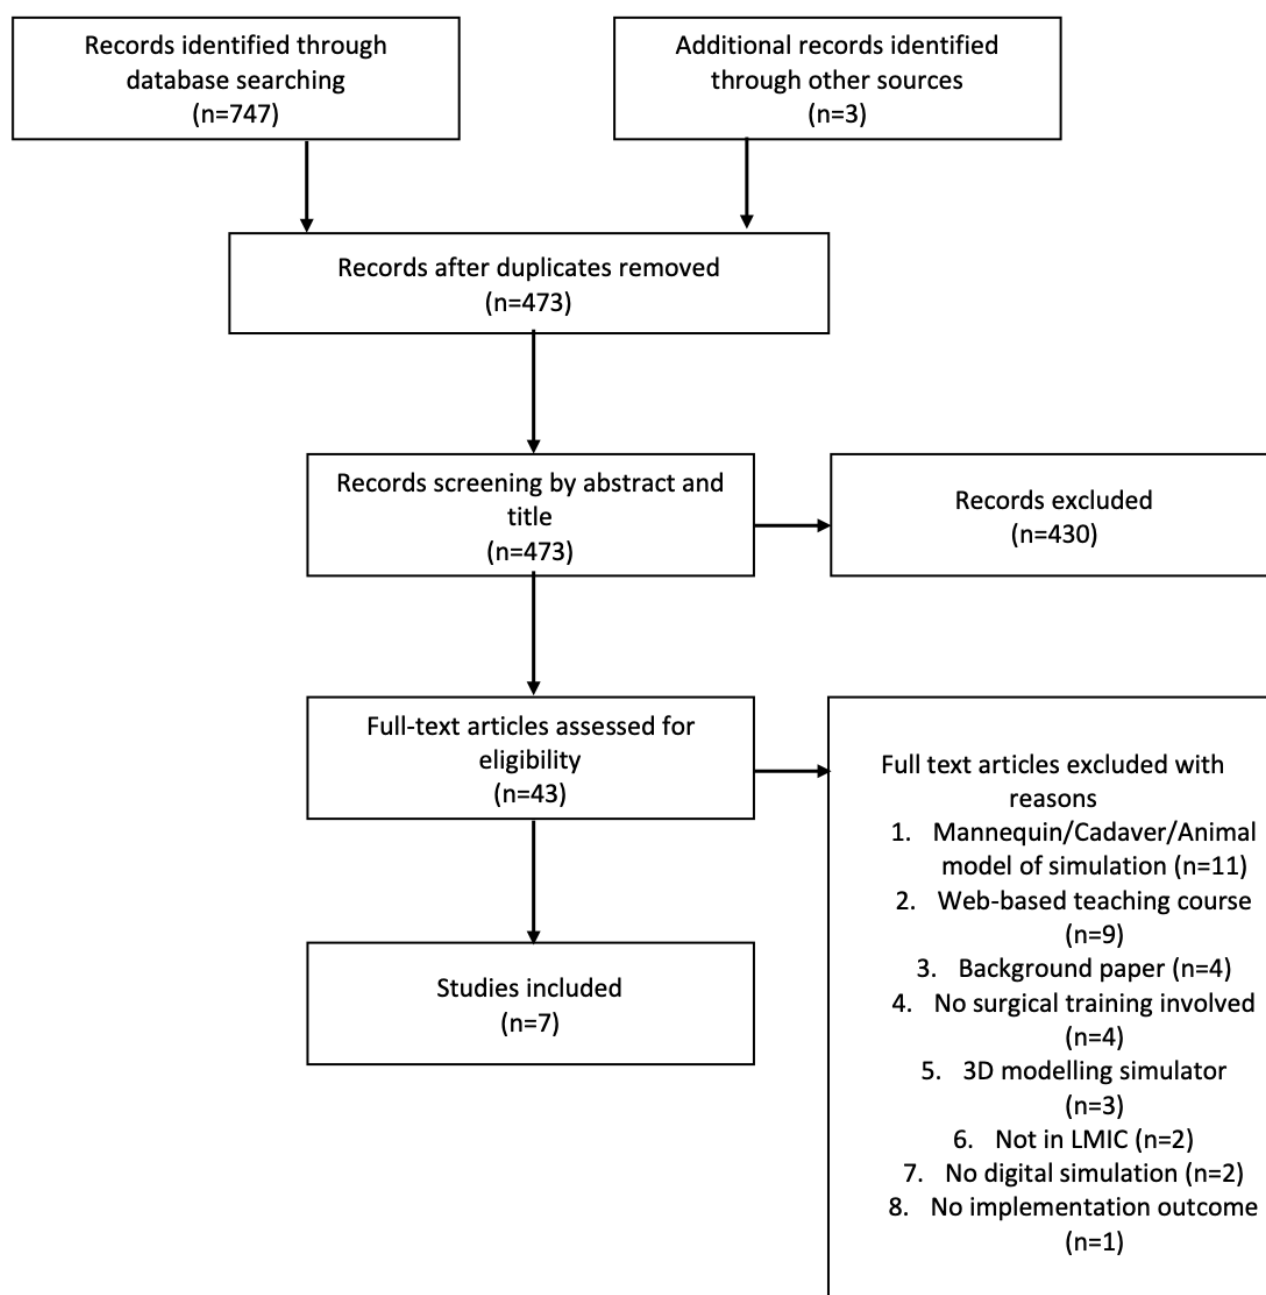 Records identified through
database searching
(n=747)
Additional records identified
through other sources
(n=3)
Records after duplicates removed
(n=473)
Records screening by abstract and
title
(n=473)
Records excluded
(n=430)
Full-text articles assessed for
eligibility
(n=43)
Full text articles excluded with
reasons
1. Mannequin/Cadaver/Animal
model of simulation (n=11)
2. Web-based teaching course
(n=9)
3. Background paper (n=4)
4. No surgical training involved
(n=4)
5. 3D modelling simulator
(n=3)
6. Not in LMIC (n=2)
7. No digital simulation (n=2)
8. No implementation outcome
(n=1)
Studies included
(n=7)